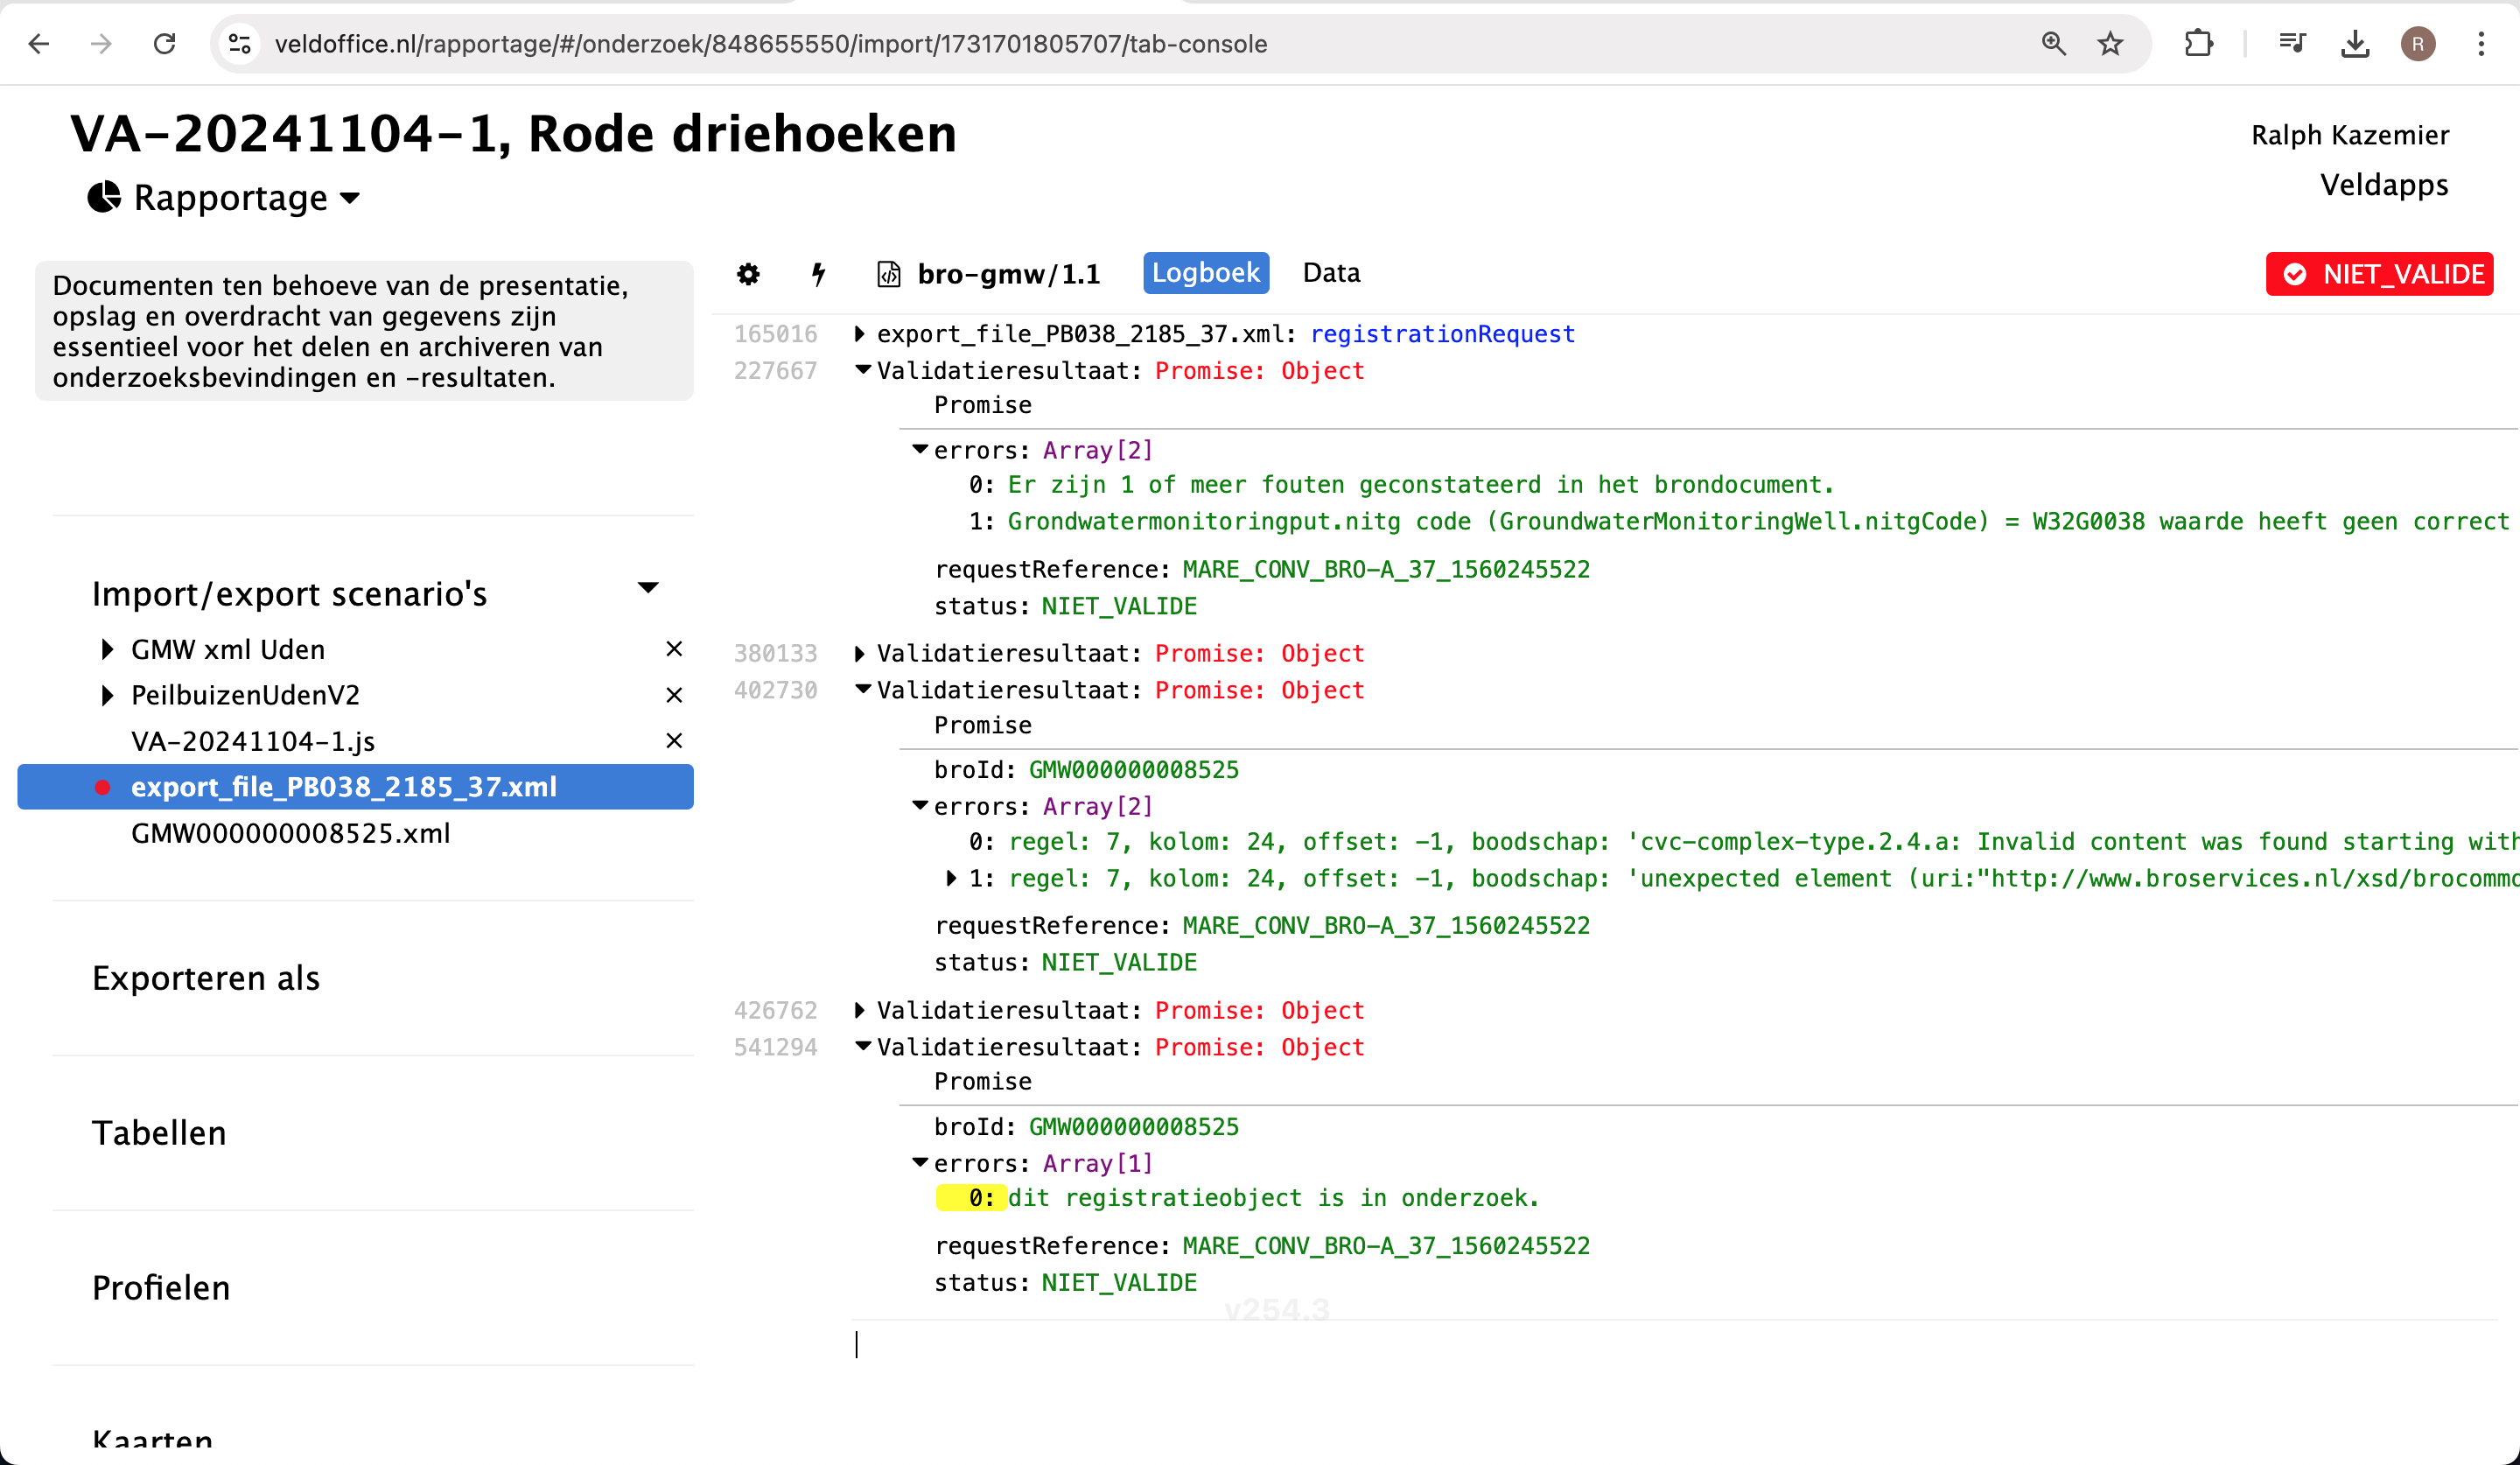 veldoffice.nl/rapportage/#/onderzoek/848655550/import/1731701805707/tab-console
R
VA-20241104-1, Rode driehoeken
Ralph Kazemier
Rapportage
Veldapps
Documenten ten behoeve van de presentatie,
opslag en overdracht van gegevens zijn
essentieel voor het delen en archiveren van
onderzoeksbevindingen en -resultaten.
Import/export scenario's
GMW xml Uden
PeilbuizenUdenV2
VA-20241104-1.js
export_file_PB038_2185_37.xml
GMW000000008525.xml
Exporteren als
Tabellen
Profielen
Kaarten
bro-gmw/1.1 Logboek Data NIET_VALIDE
165016 export_file_PB038_2185_37.xml: registrationRequest
227667 Validatieresultaat: Promise: Object
Promise
errors: Array[2]
0: Er zijn 1 of meer fouten geconstateerd in het brondocument.
1: Grondwatermonitoringput.nitg code (GroundwaterMonitoringWell.nitgCode) = W32G0038 waarde heeft geen correct
requestReference: MARE_CONV_BRO-A_37_1560245522
status: NIET_VALIDE
380133 Validatieresultaat: Promise: Object
402730 Validatieresultaat: Promise: Object
Promise
broId: GMW000000008525
errors: Array[2]
0: regel: 7, kolom: 24, offset: -1, boodschap: 'cvc-complex-type.2.4.a: Invalid content was found starting with
1: regel: 7, kolom: 24, offset: -1, boodschap: 'unexpected element (uri:"http://www.broservices.nl/xsd/brocommo
requestReference: MARE_CONV_BRO-A_37_1560245522
status: NIET_VALIDE
426762 Validatieresultaat: Promise: Object
541294 Validatieresultaat: Promise: Object
Promise
broId: GMW000000008525
errors: Array[1]
0: dit registratieobject is in onderzoek.
requestReference: MARE_CONV_BRO-A_37_1560245522
status: NIET_VALIDE
v254.3